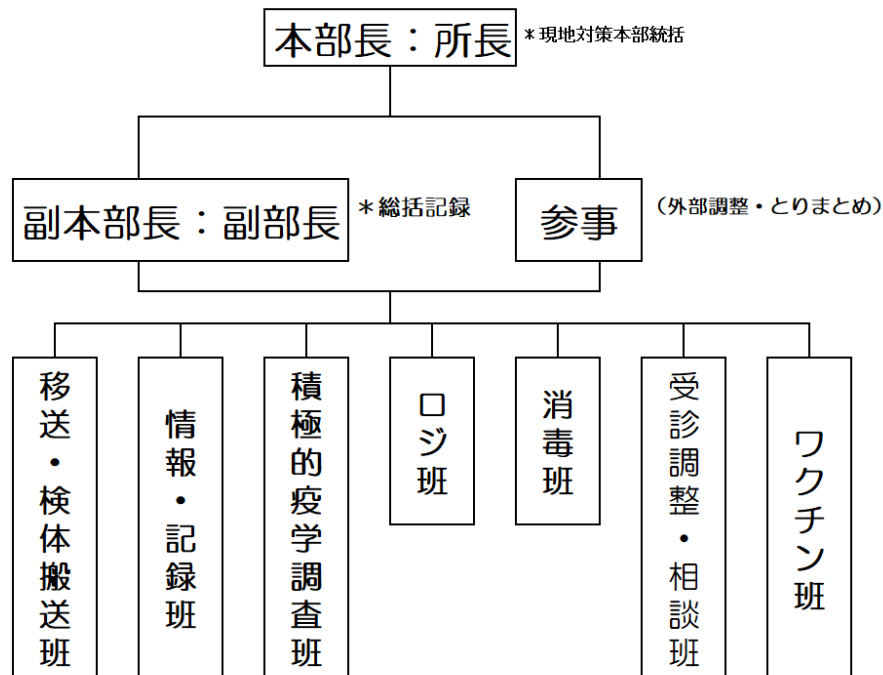 本部長：所長
＊現地対策本部統括
副本部長：副部長
＊総括記録
参事
（外部調整・とりまとめ）
移送・検体搬送班
情報・記録班
積極的疫学調査班
ロジ班
消毒班
受診調整・相談班
ワクチン班